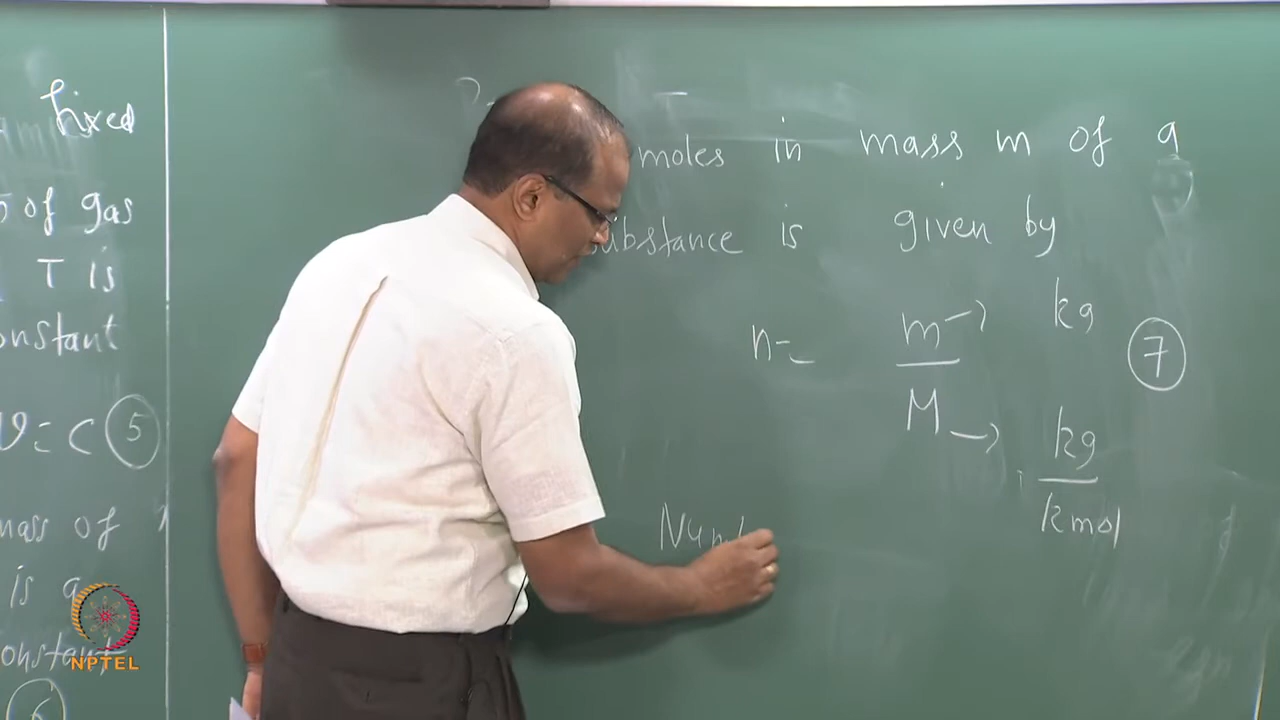 fixed
of gas
T is
onstant
V = C 5
mass of
is a
onstant
6
moles in mass m of a
substance is given by
n = m → kg 7
M → kg
kmol
NPTEL